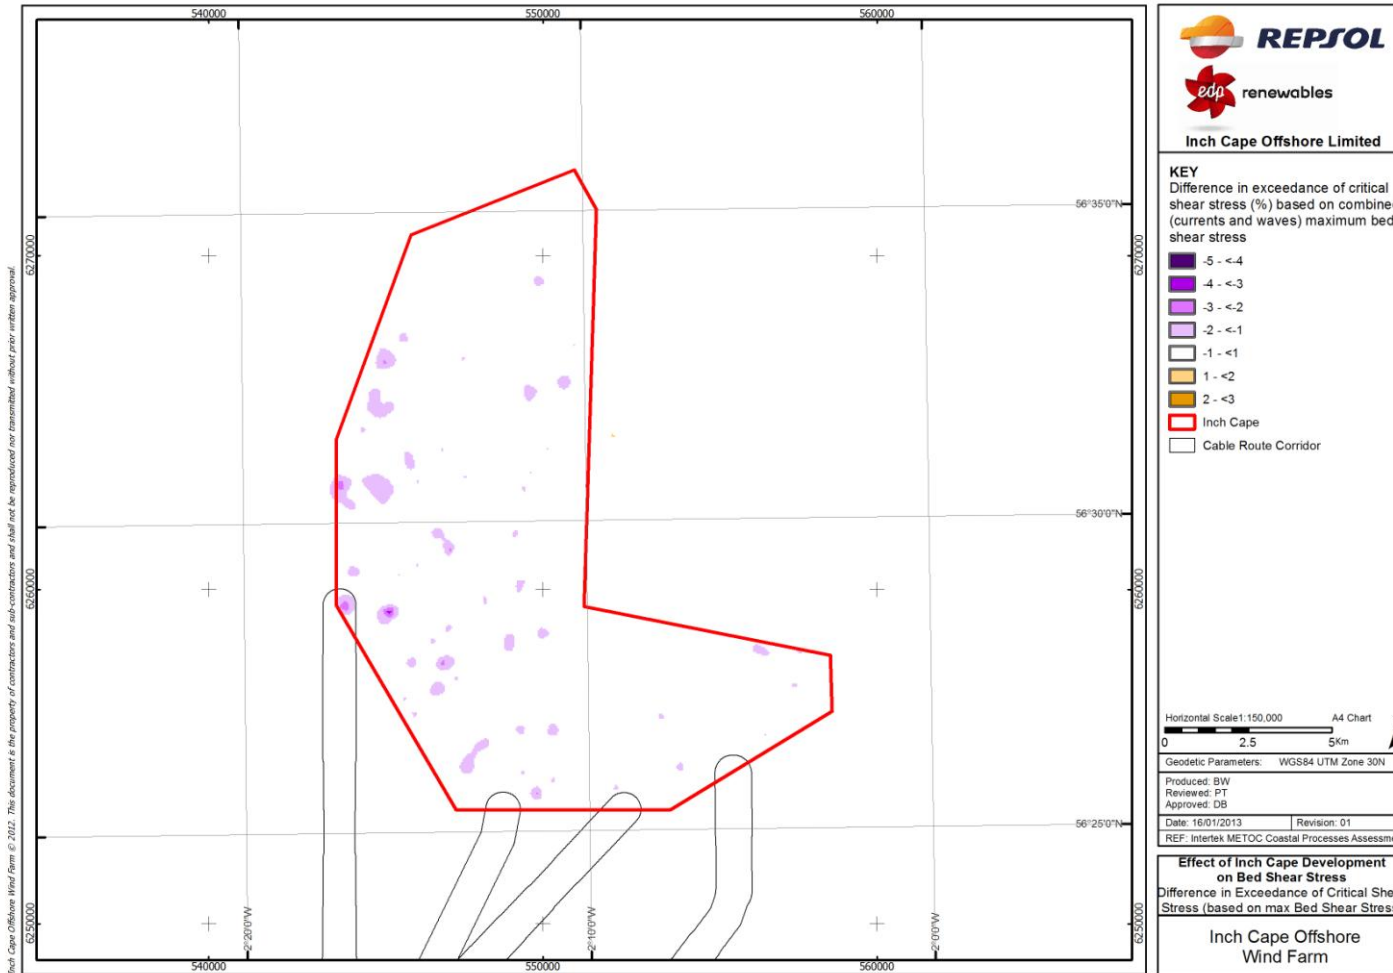 540000
550000
560000
6270000
6260000
6250000
6270000
6260000
6250000
56°35'0"N
56°30'0"N
56°25'0"N
2°20'0"W
2°10'0"W
2°0'0"W
540000
550000
560000
Inch Cape Offshore Wind Farm © 2012. This document is the property of contractors and sub-contractors and shall not be reproduced nor transmitted without prior written approval.
REPSOL
edp renewables
Inch Cape Offshore Limited
KEY
Difference in exceedance of critical
shear stress (%) based on combine
(currents and waves) maximum bed
shear stress
-5 - <-4
-4 - <-3
-3 - <-2
-2 - <-1
-1 - <1
1 - <2
2 - <3
Inch Cape
Cable Route Corridor
Horizontal Scale1:150,000 A4 Chart
0 2.5 5Km
Geodetic Parameters: WGS84 UTM Zone 30N
Produced: BW
Reviewed: PT
Approved: DB
Date: 16/01/2013 Revision: 01
REF: Intertek METOC Coastal Processes Assessm
Effect of Inch Cape Development
on Bed Shear Stress
Difference in Exceedance of Critical She
Stress (based on max Bed Shear Stres
Inch Cape Offshore
Wind Farm